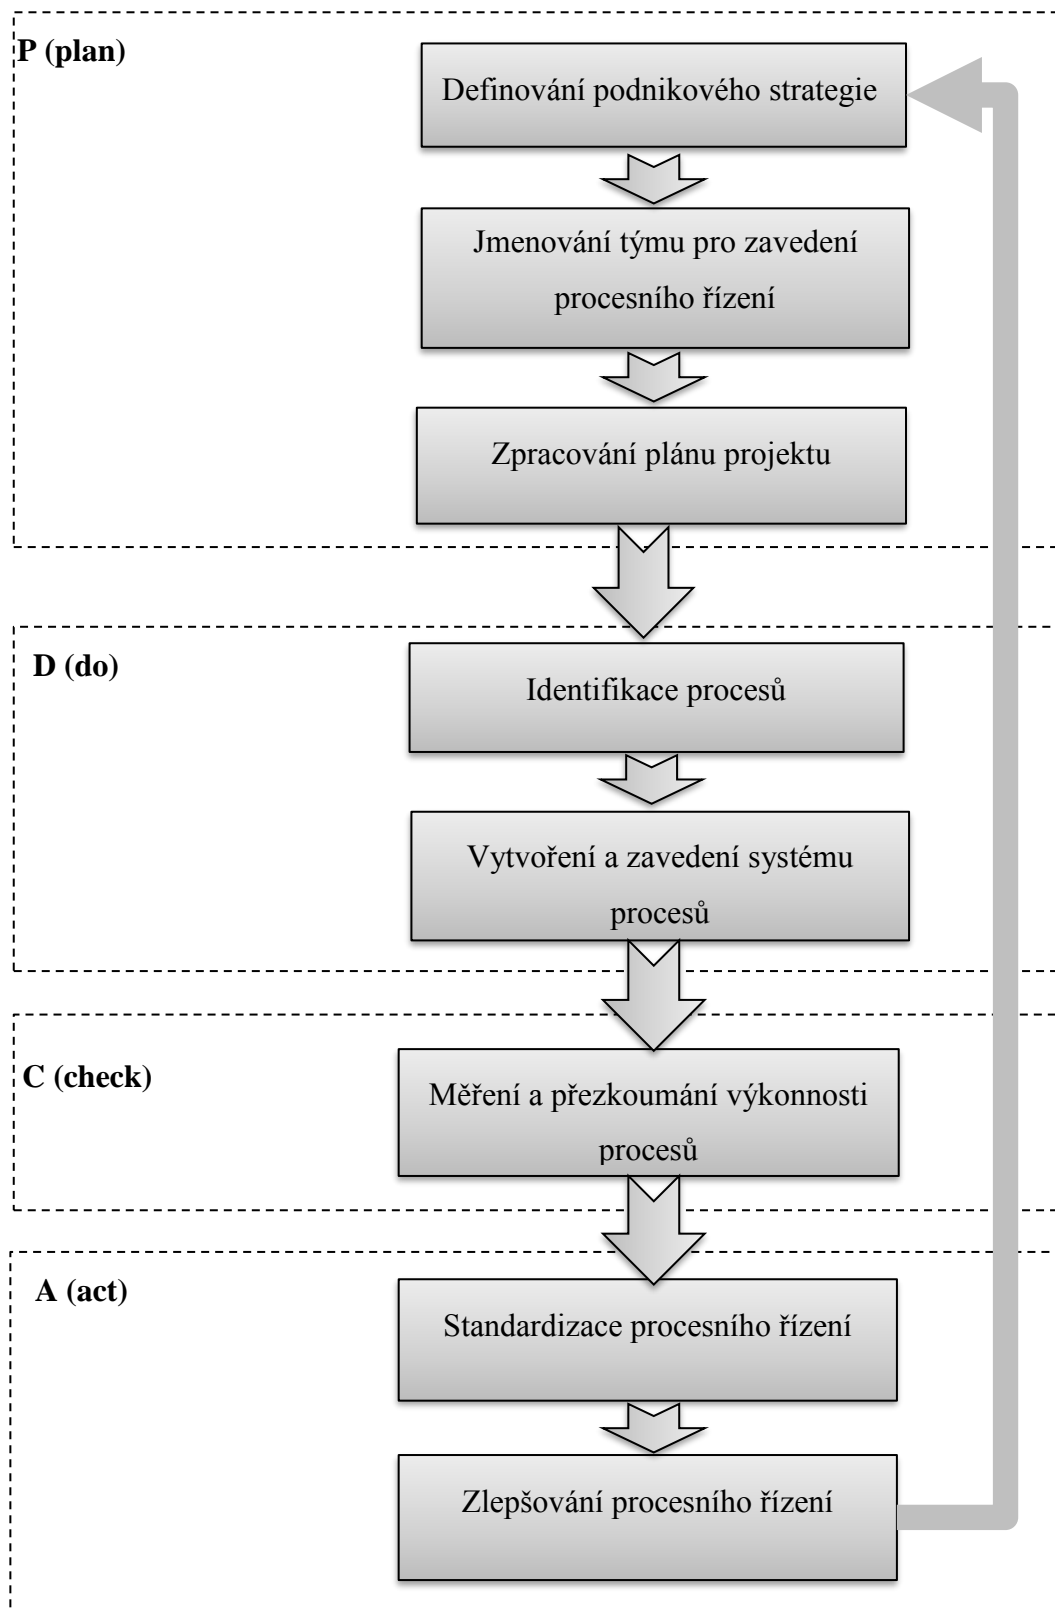 P (plan)
Definování podnikového strategie
Jmenování týmu pro zavedení
procesního řízení
Zpracování plánu projektu
D (do)
Identifikace procesů
Vytvoření a zavedení systému
procesů
C (check)
Měření a přezkoumání výkonnosti
procesů
A (act)
Standardizace procesního řízení
Zlepšování procesního řízení